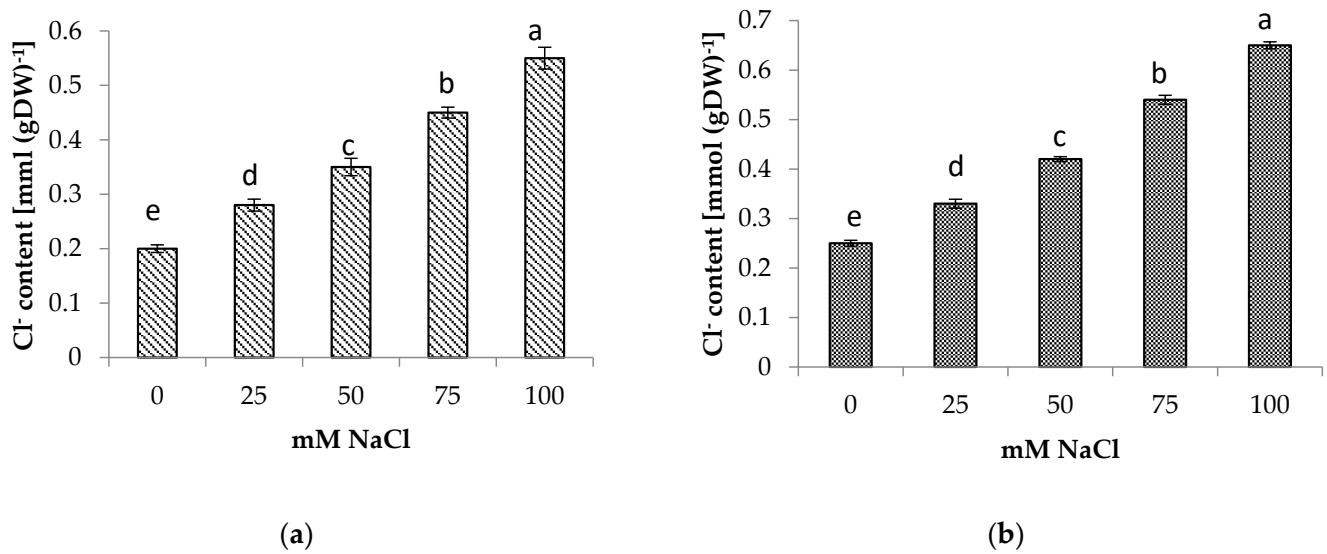 0.6
0.5
0.4
0.3
0.2
0.1
0
Cl⁻ content [mml (gDW)⁻¹
e
d
c
b
a
0 25 50 75 100
mM NaCl
(a)
0.7
0.6
0.5
0.4
0.3
0.2
0.1
0
Cl⁻ content [mmol (gDW)⁻¹
e
d
c
b
a
0 25 50 75 100
mM NaCl
(b)